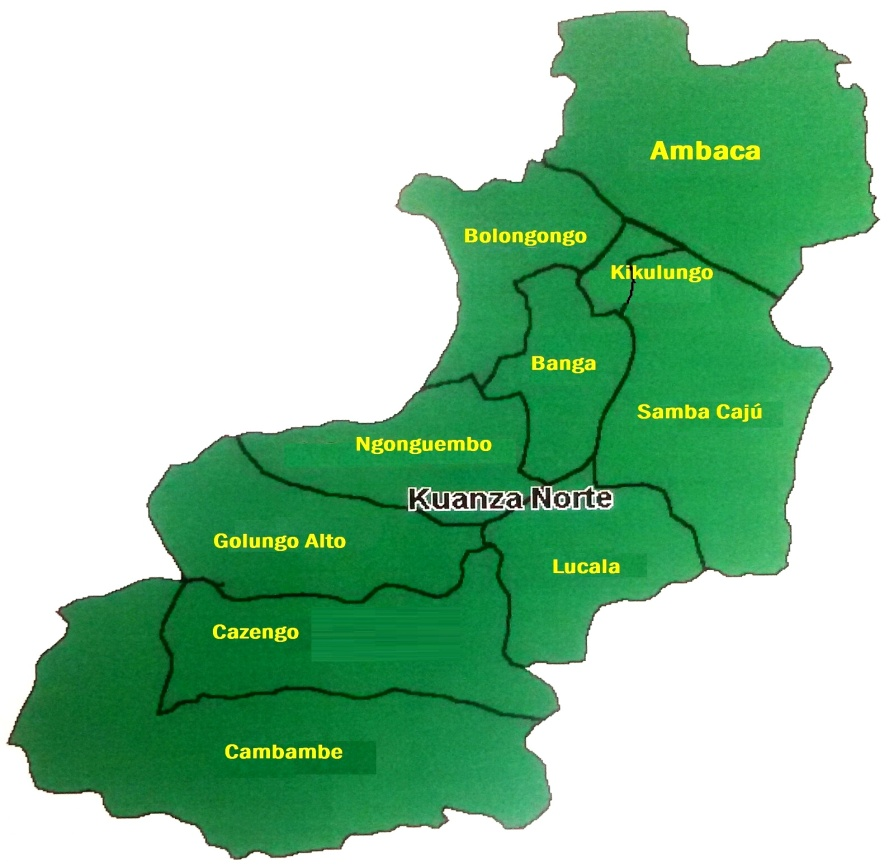 Ambaca
Bolongongo
Kikulungo
Banga
Samba Cajú
Ngonguembo
Kuanza Norte
Golungo Alto
Lucala
Cazengo
Cambambe